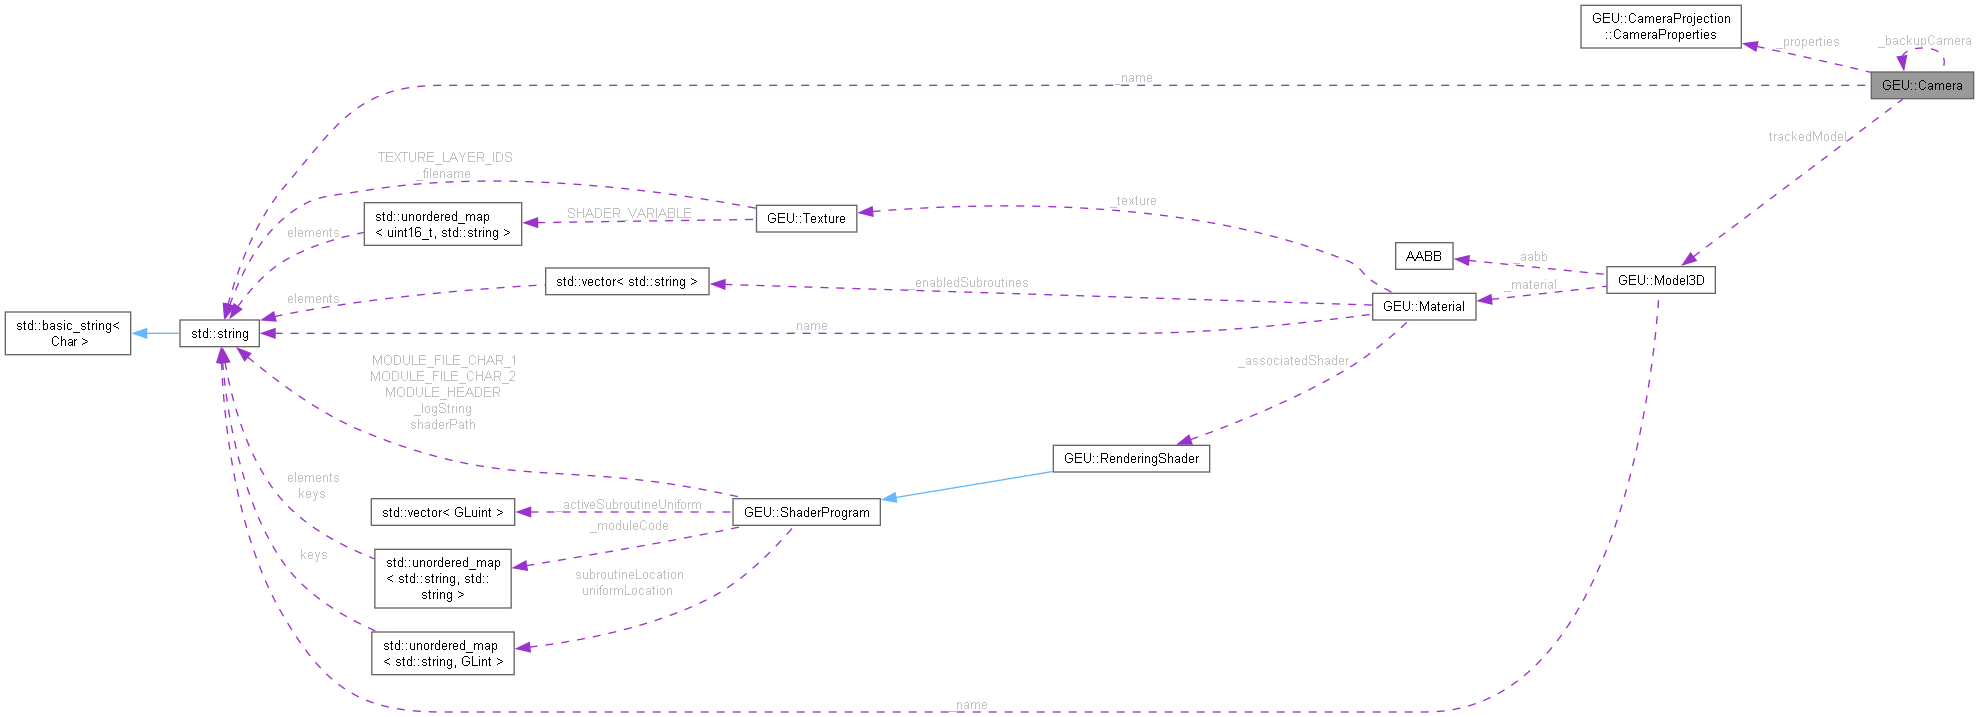 GEU::CameraProjection
::CameraProperties
_properties
_backupCamera
GEU::Camera
_name
trackedModel
TEXTURE_LAYER_IDS
_filename
std::unordered_map
< uint16_t, std::string >
SHADER_VARIABLE
GEU::Texture
_texture
elements
AABB
_aabb
GEU::Model3D
_material
std::vector< std::string >
_enabledSubroutines
GEU::Material
elements
std::basic_string<
Char >
std::string
_name
MODULE_FILE_CHAR_1
MODULE_FILE_CHAR_2
MODULE_HEADER
_logString
shaderPath
_associatedShader
GEU::RenderingShader
elements
keys
std::vector< GLuint >
_activeSubroutineUniform
GEU::ShaderProgram
_moduleCode
keys
std::unordered_map
< std::string, std::
string >
subroutineLocation
uniformLocation
std::unordered_map
< std::string, GLint >
_name